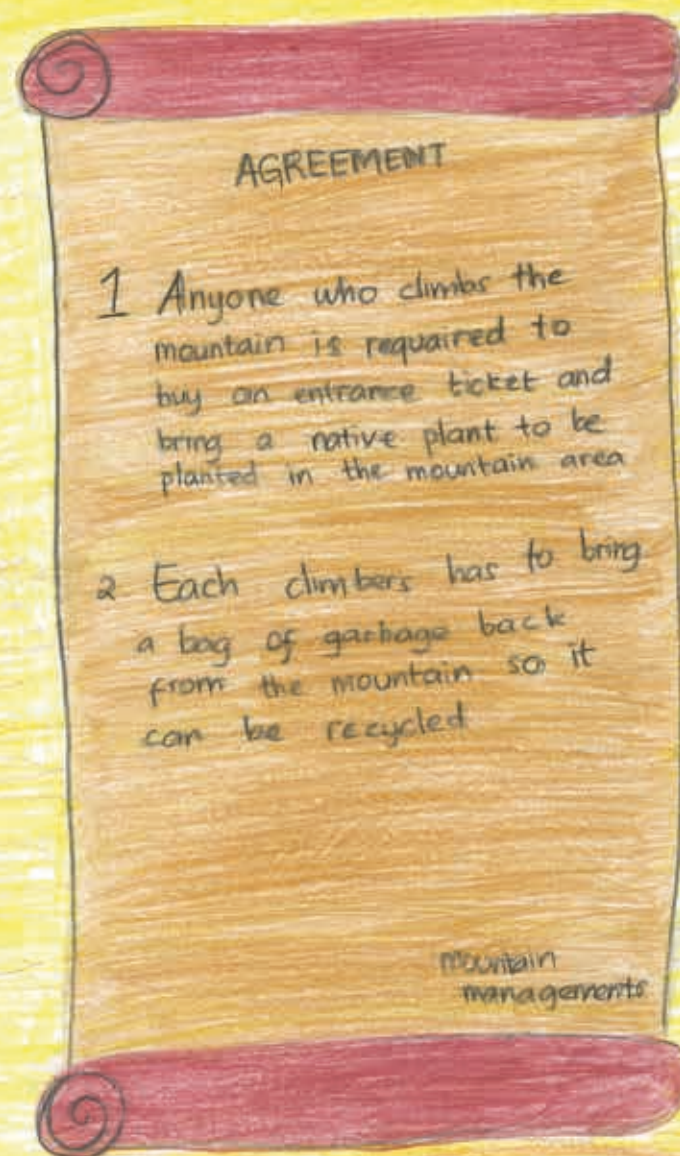 AGREEMENT
1 Anyone who climbs the
mountain is requaired to
buy an entrance ticket and
bring a native plant to be
planted in the mountain area
2 Each climbers has to bring
a bag of garbage back
from the mountain so it
can be recycled
mountain
managements